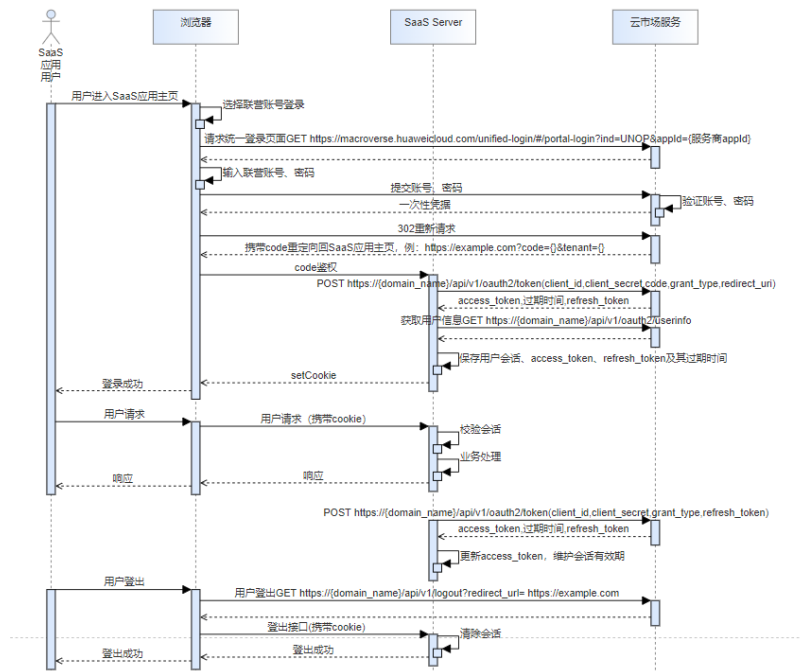 浏览器
SaaS Server
云市场服务
SaaS
应用
用户
用户进入SaaS应用主页
选择联营账号登录
请求统一登录页面GET https://macroverse.huaweicloud.com/unified-login/#/portal-login?ind=UNOP&appId={服务商appId}
输入联营账号、密码
提交账号、密码
验证账号、密码
一次性凭据
302重新请求
携带code重定向回SaaS应用主页，例：https://example.com?code={}&tenant={}
code鉴权
POST https://{domain_name}/api/v1/oauth2/token(client_id,client_secret,code,grant_type,redirect_uri)
access_token,过期时间,refresh_token
获取用户信息GET https://{domain_name}/api/v1/oauth2/userinfo
保存用户会话、access_token、refresh_token及其过期时间
setCookie
登录成功
用户请求
用户请求（携带cookie）
校验会话
业务处理
响应
响应
POST https://{domain_name}/api/v1/oauth2/token(client_id,client_secret,grant_type,refresh_token)
access_token,过期时间,refresh_token
更新access_token，维护会话有效期
用户登出
用户登出GET https://{domain_name}/api/v1/logout?redirect_url= https://example.com
登出接口(携带cookie)
清除会话
登出成功
登出成功